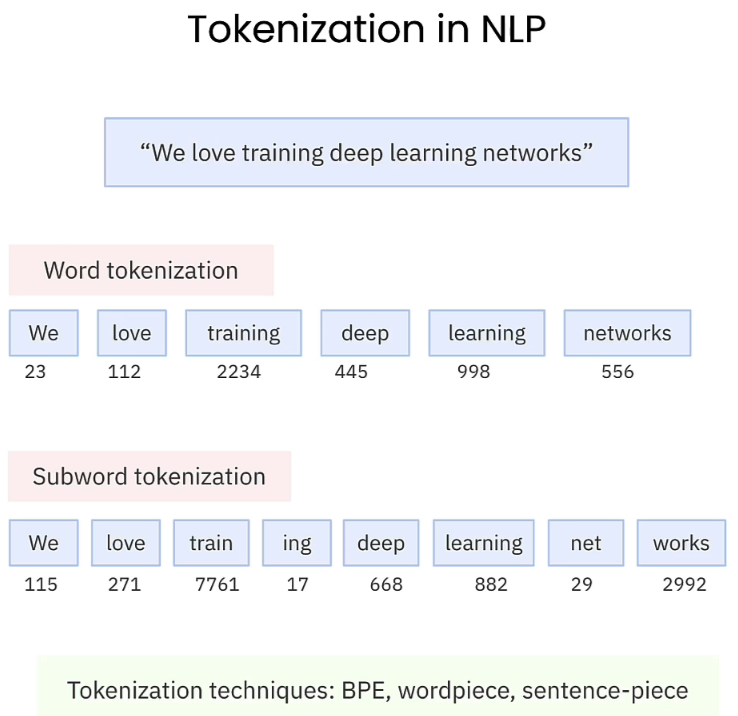 Tokenization in NLP
“We love training deep learning networks”
Word tokenization
We love training deep learning networks
23 112 2234 445 998 556
Subword tokenization
We love train ing deep learning net works
115 271 7761 17 668 882 29 2992
Tokenization techniques: BPE, wordpiece, sentence-piece